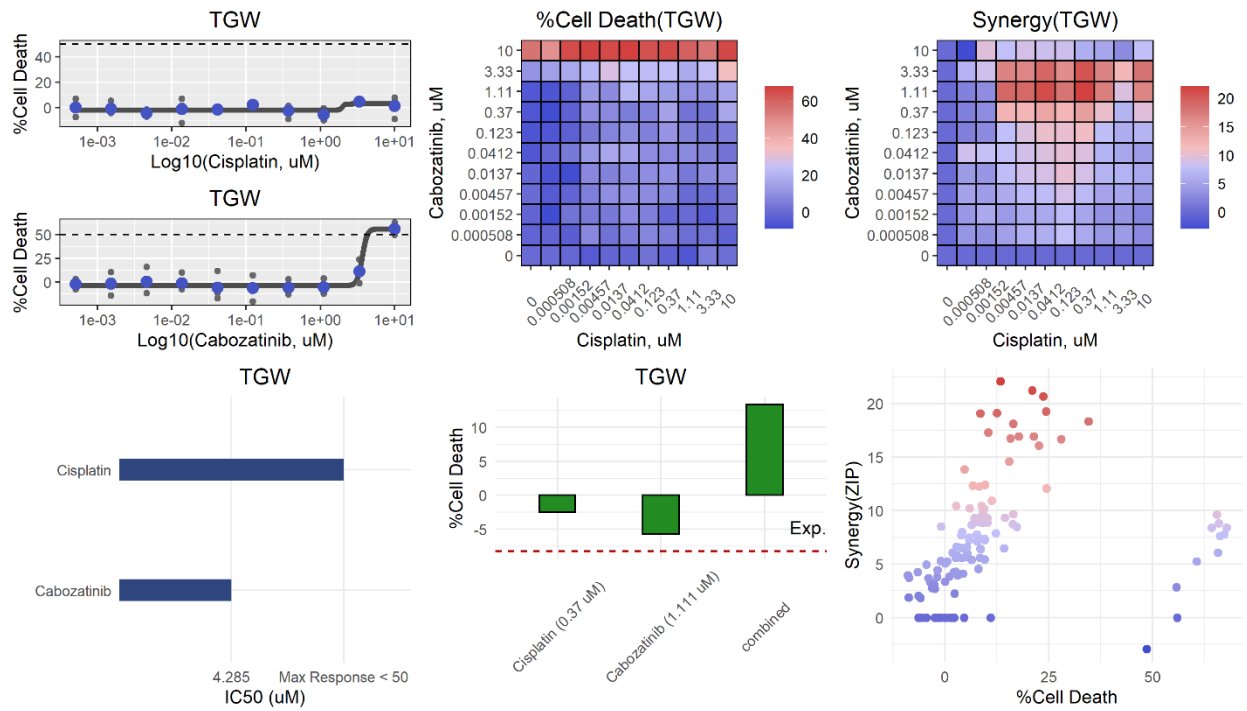 TGW
%Cell Death
40
20
0
1e-03
1e-02
1e-01
1e+00
1e+01
Log10(Cisplatin, uM)
TGW
%Cell Death
50
25
0
1e-03
1e-02
1e-01
1e+00
1e+01
Log10(Cabozatinib, uM)
%Cell Death(TGW)
Cabozatinib, uM
10
3.33
1.11
0.37
0.123
0.0412
0.0137
0.00457
0.00152
0.000508
0
0
0.000508
0.00152
0.00457
0.0137
0.0412
0.123
0.37
1.11
3.33
10
Cisplatin, uM
60
40
20
0
Synergy(TGW)
Cabozatinib, uM
10
3.33
1.11
0.37
0.123
0.0412
0.0137
0.00457
0.00152
0.000508
0
0
0.000508
0.00152
0.00457
0.0137
0.0412
0.123
0.37
1.11
3.33
10
Cisplatin, uM
20
15
10
5
0
TGW
Cisplatin
Cabozatinib
4.285
Max Response < 50
IC50 (uM)
TGW
%Cell Death
10
5
0
-5
Exp.
Cisplatin (0.37 uM)
Cabozatinib (1.111 uM)
combined
Synergy(ZIP)
20
15
10
5
0
0
25
50
%Cell Death